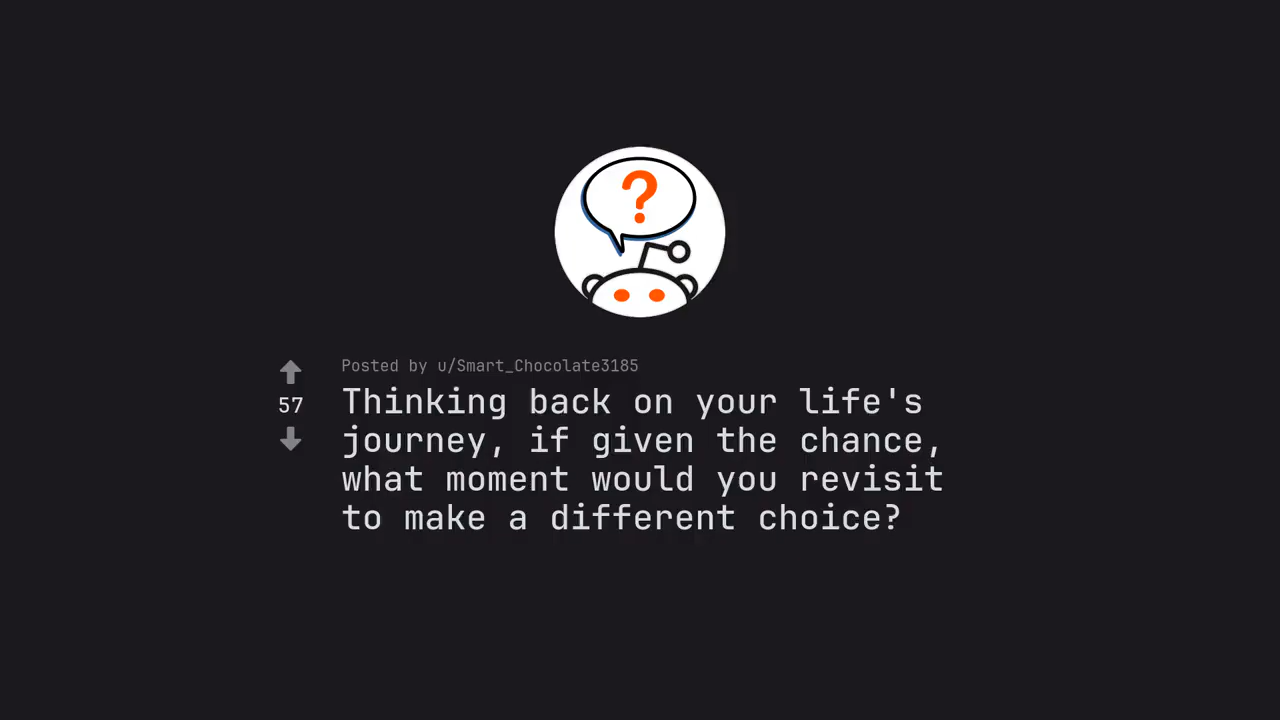 ?
Posted by u/Smart_Chocolate3185
57
Thinking back on your life's
journey, if given the chance,
what moment would you revisit
to make a different choice?